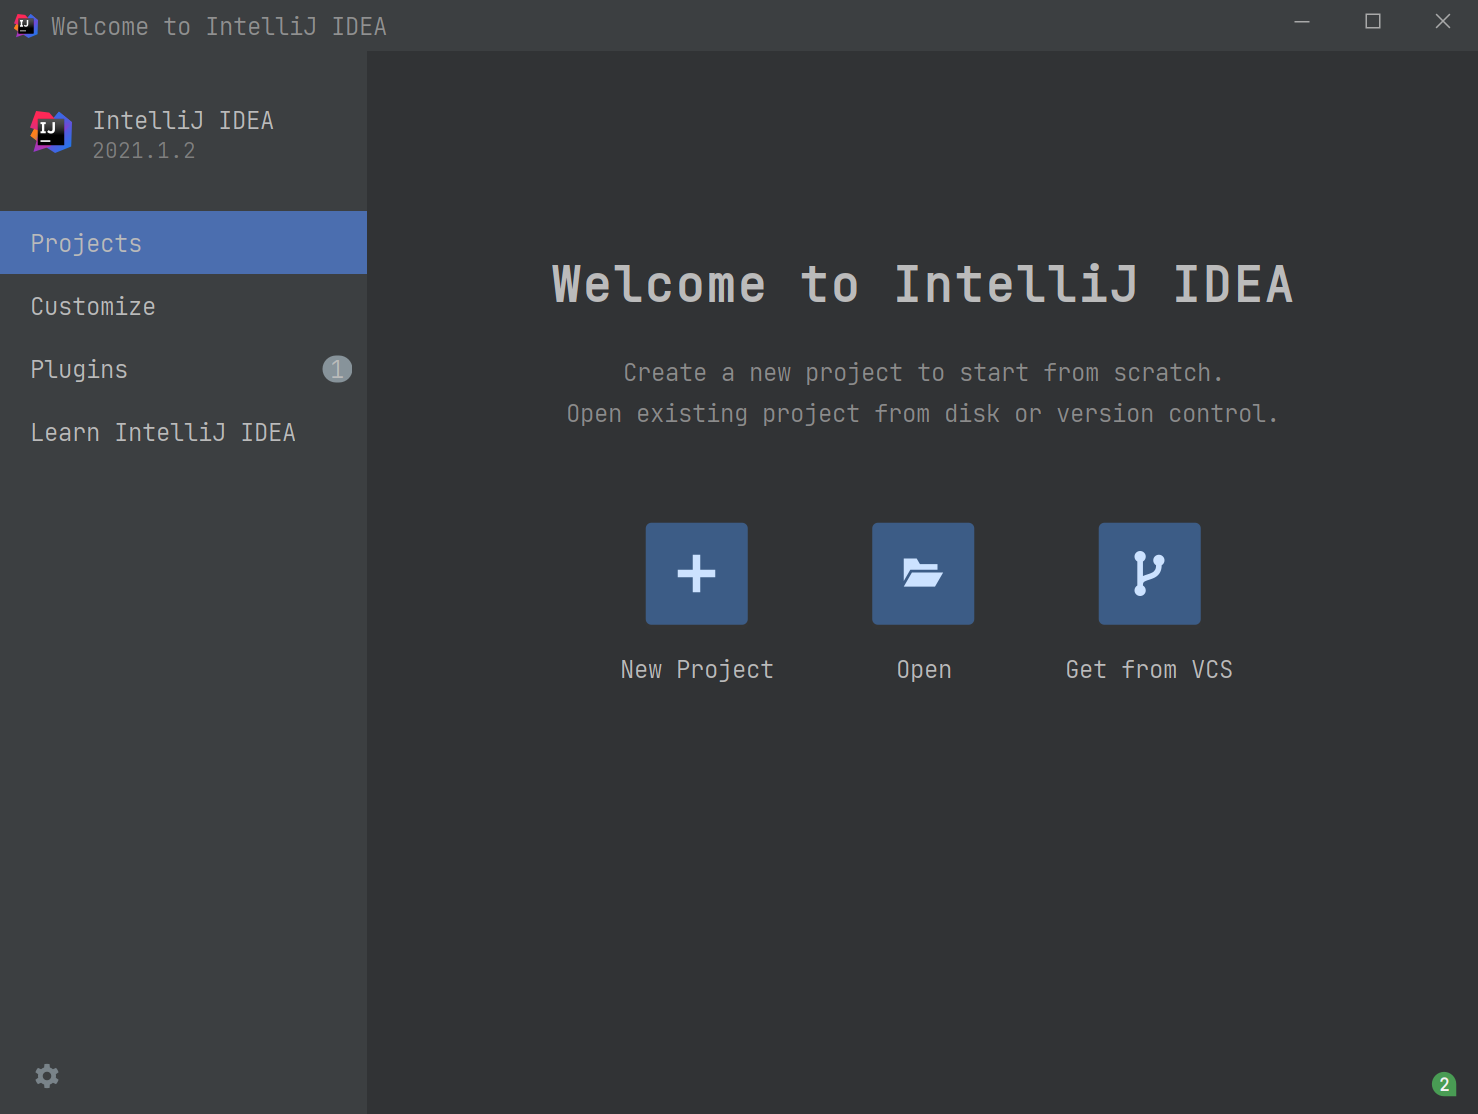 Welcome to IntelliJ IDEA
IntelliJ IDEA
2021.1.2
Projects
Customize
Plugins 1
Learn IntelliJ IDEA
Welcome to IntelliJ IDEA
Create a new project to start from scratch.
Open existing project from disk or version control.
New Project Open Get from VCS
2